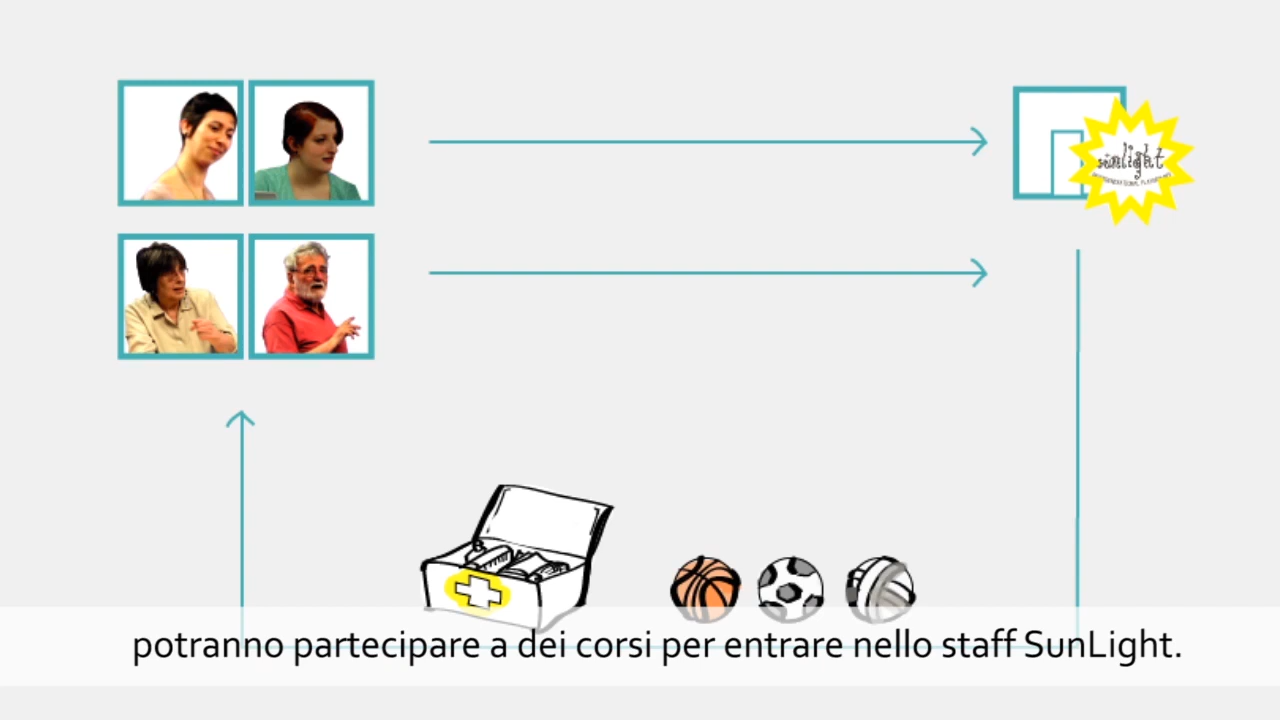 sunlight
potranno partecipare a dei corsi per entrare nello staff SunLight.